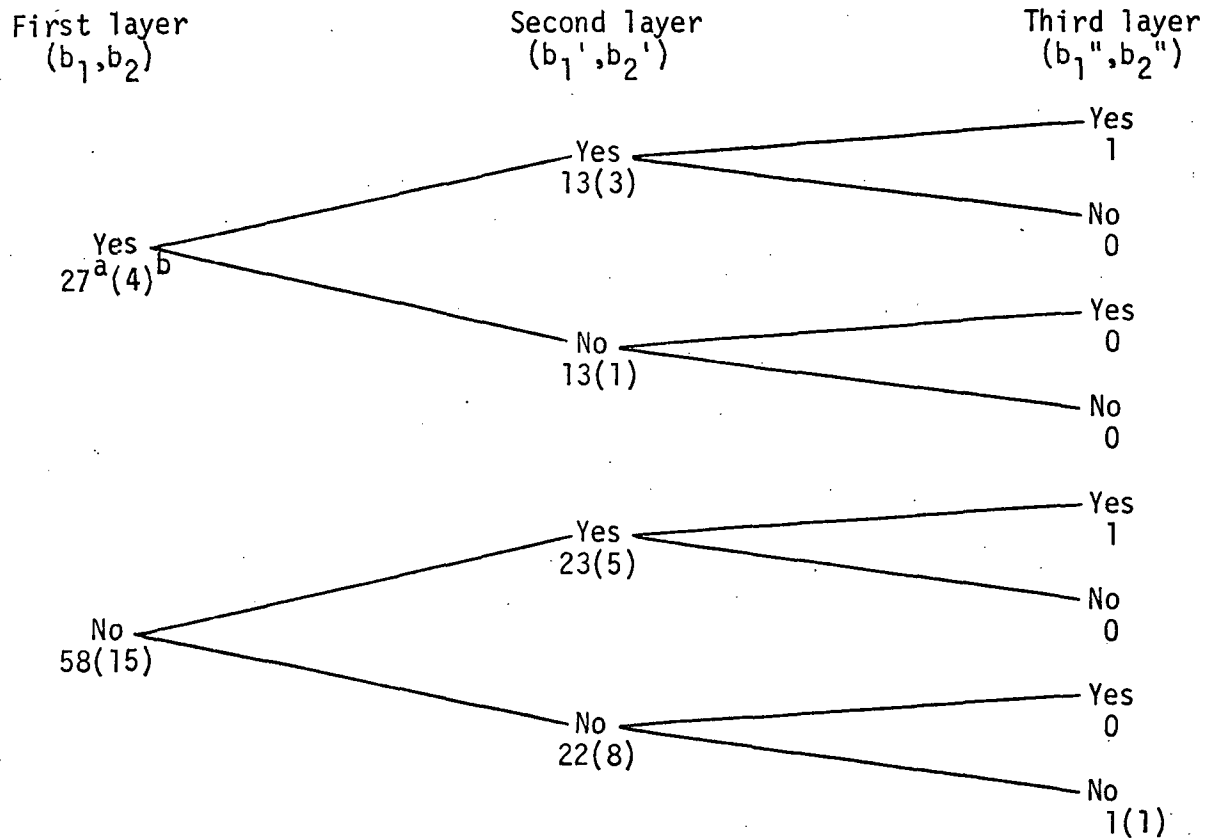 First layer
(b1,b2)
Second layer
(b1',b2')
Third layer
(b1",b2")
Yes
27a(4)b
Yes
13(3)
Yes
1
No
0
No
13(1)
Yes
0
No
0
No
58(15)
Yes
23(5)
Yes
1
No
0
No
22(8)
Yes
0
No
1(1)